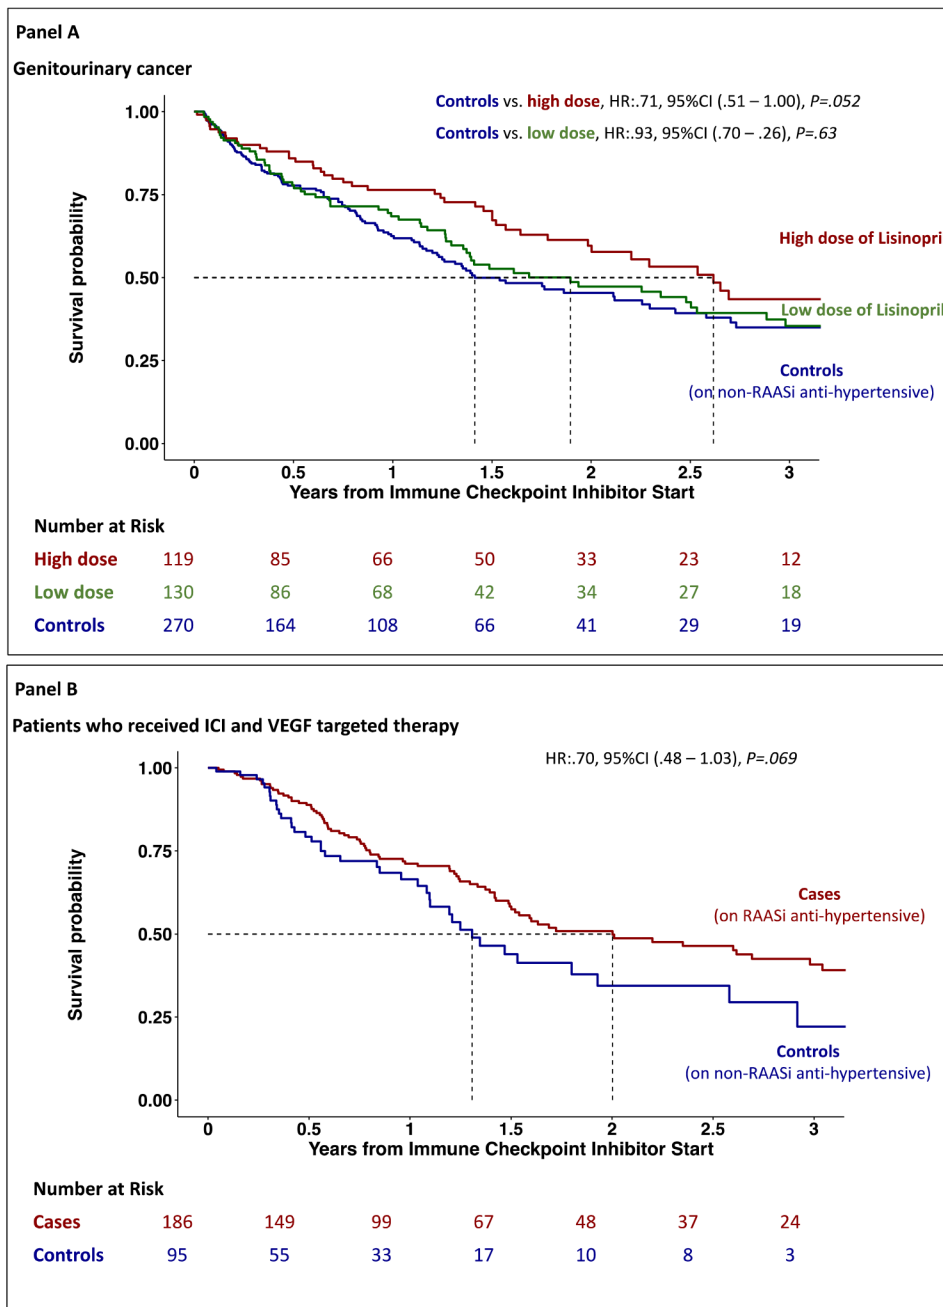 Panel A
Genitourinary cancer
Controls vs. high dose, HR:.71, 95%CI (.51 – 1.00), P=.052
Controls vs. low dose, HR:.93, 95%CI (.70 – .26), P=.63
1.00
0.75
0.50
0.25
0.00
Survival probability
High dose of Lisinopri
Low dose of Lisinopril
Controls
(on non-RAASi anti-hypertensive)
0 0.5 1 1.5 2 2.5 3
Years from Immune Checkpoint Inhibitor Start
Number at Risk
High dose 119 85 66 50 33 23 12
Low dose 130 86 68 42 34 27 18
Controls 270 164 108 66 41 29 19
Panel B
Patients who received ICI and VEGF targeted therapy
HR:.70, 95%CI (.48 – 1.03), P=.069
1.00
0.75
0.50
0.25
0.00
Survival probability
Cases
(on RAASi anti-hypertensive)
Controls
(on non-RAASi anti-hypertensive)
0 0.5 1 1.5 2 2.5 3
Years from Immune Checkpoint Inhibitor Start
Number at Risk
Cases 186 149 99 67 48 37 24
Controls 95 55 33 17 10 8 3